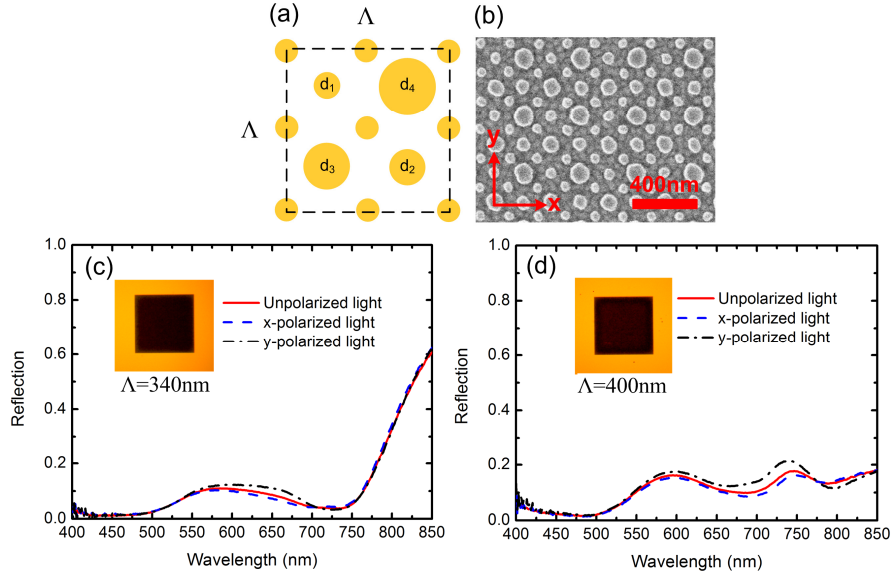 (a)
Λ
(b)
d₁
d₄
Λ
d₃
d₂
y
x
400nm
(c)
Unpolarized light
x-polarized light
y-polarized light
Λ=340nm
Reflection
1.0
0.8
0.6
0.4
0.2
0.0
400 450 500 550 600 650 700 750 800 850
Wavelength (nm)
(d)
Unpolarized light
x-polarized light
y-polarized light
Λ=400nm
Reflection
1.0
0.8
0.6
0.4
0.2
0.0
400 450 500 550 600 650 700 750 800 850
Wavelength (nm)